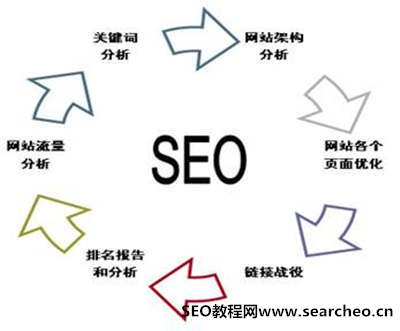 关键词
分析
网站架构
分析
网站各个
页面优化
链接战役
排名报告
和分析
网站流量
分析
SEO
SEO教程网www.searcheo.cn